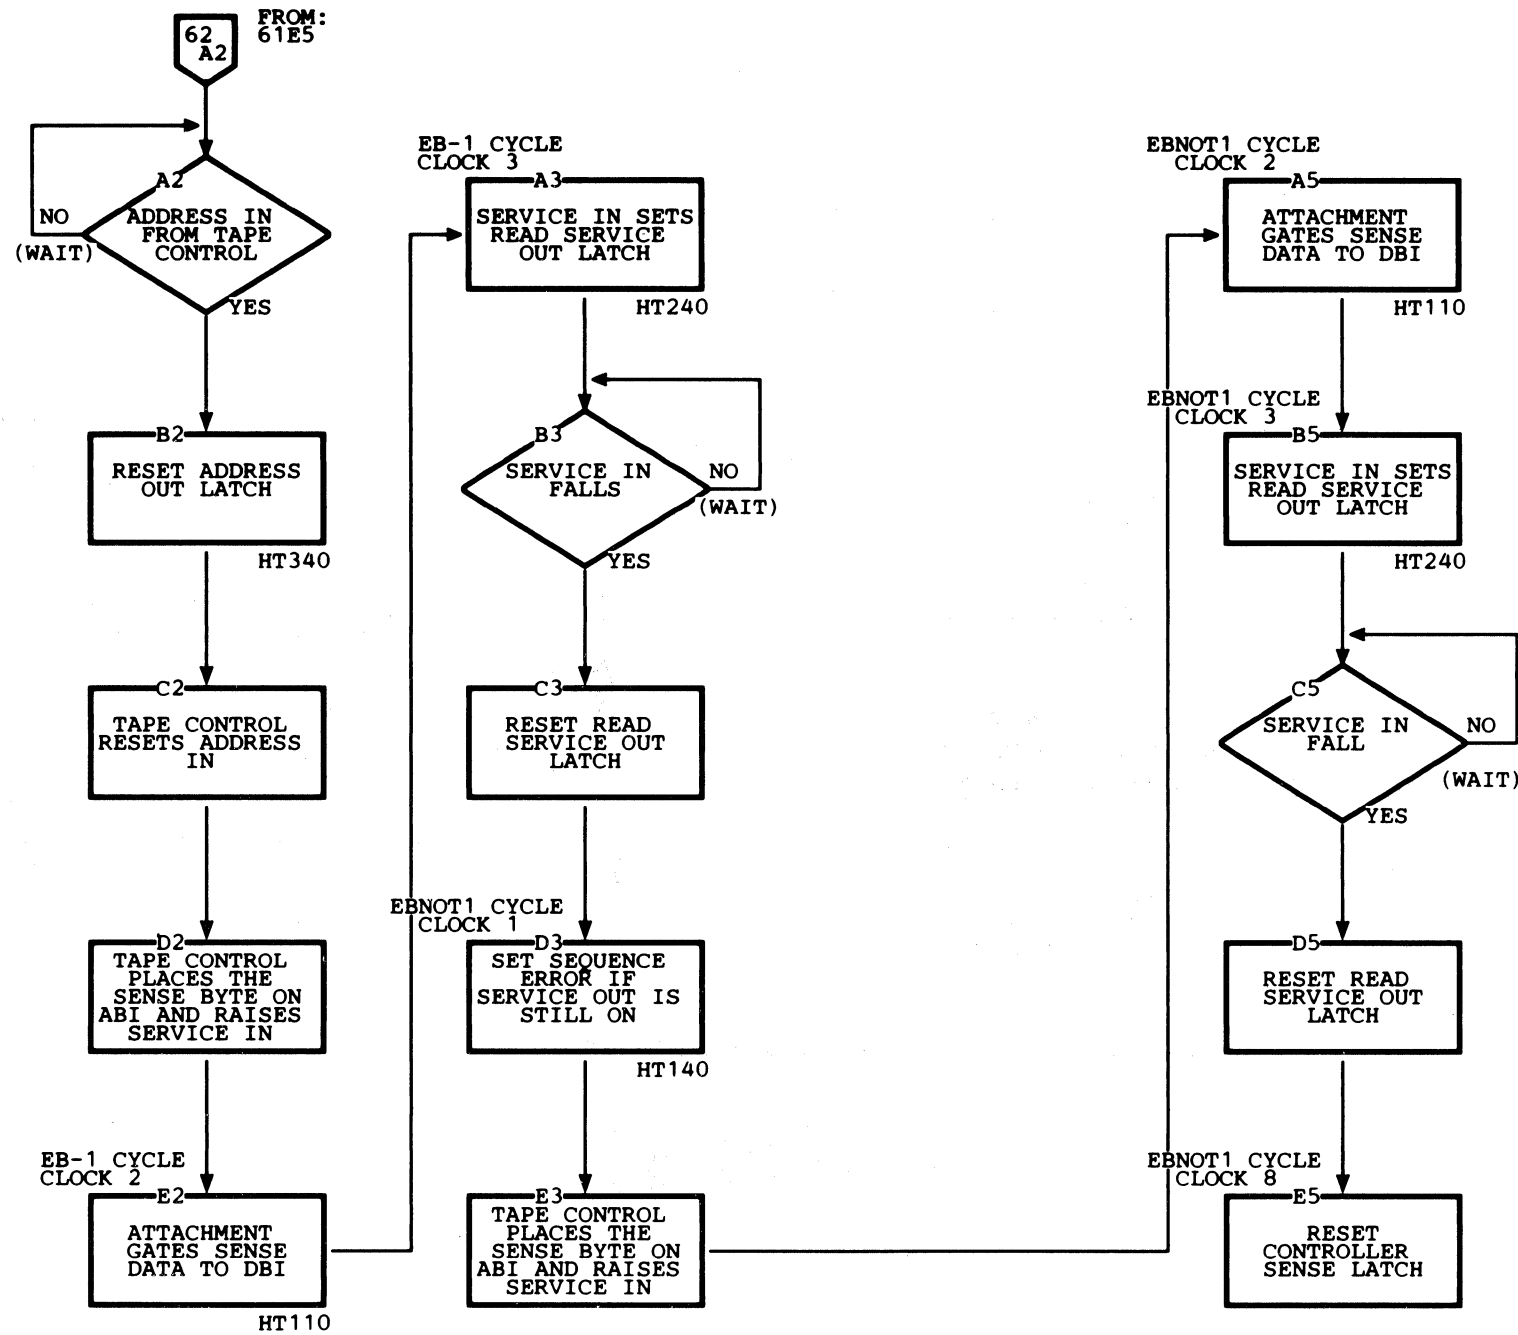 62
A2
FROM:
61E5
A2
ADDRESS IN
FROM TAPE
CONTROL
NO
(WAIT)
YES
B2
RESET ADDRESS
OUT LATCH
HT340
C2
TAPE CONTROL
RESETS ADDRESS
IN
D2
TAPE CONTROL
PLACES THE
SENSE BYTE ON
ABI AND RAISES
SERVICE IN
EB-1 CYCLE
CLOCK 2
E2
ATTACHMENT
GATES SENSE
DATA TO DBI
HT110
EB-1 CYCLE
CLOCK 3
A3
SERVICE IN SETS
READ SERVICE
OUT LATCH
HT240
B3
SERVICE IN
FALLS
NO
(WAIT)
YES
C3
RESET READ
SERVICE OUT
LATCH
EBNOT1 CYCLE
CLOCK 1
D3
SET SEQUENCE
ERROR IF
SERVICE OUT IS
STILL ON
HT140
E3
TAPE CONTROL
PLACES THE
SENSE BYTE ON
ABI AND RAISES
SERVICE IN
EBNOT1 CYCLE
CLOCK 2
A5
ATTACHMENT
GATES SENSE
DATA TO DBI
HT110
EBNOT1 CYCLE
CLOCK 3
B5
SERVICE IN SETS
READ SERVICE
OUT LATCH
HT240
C5
SERVICE IN
FALL
NO
(WAIT)
YES
D5
RESET READ
SERVICE OUT
LATCH
EBNOT1 CYCLE
CLOCK 8
E5
RESET
CONTROLLER
SENSE LATCH